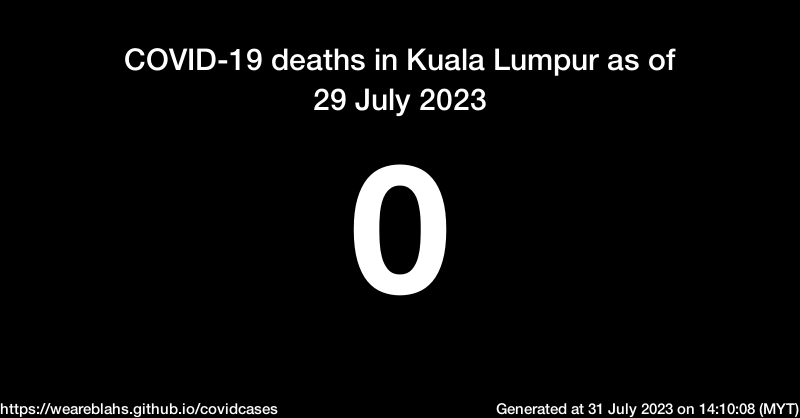 COVID-19 deaths in Kuala Lumpur as of
29 July 2023
0
https://weareblahs.github.io/covidcases
Generated at 31 July 2023 on 14:10:08 (MYT)